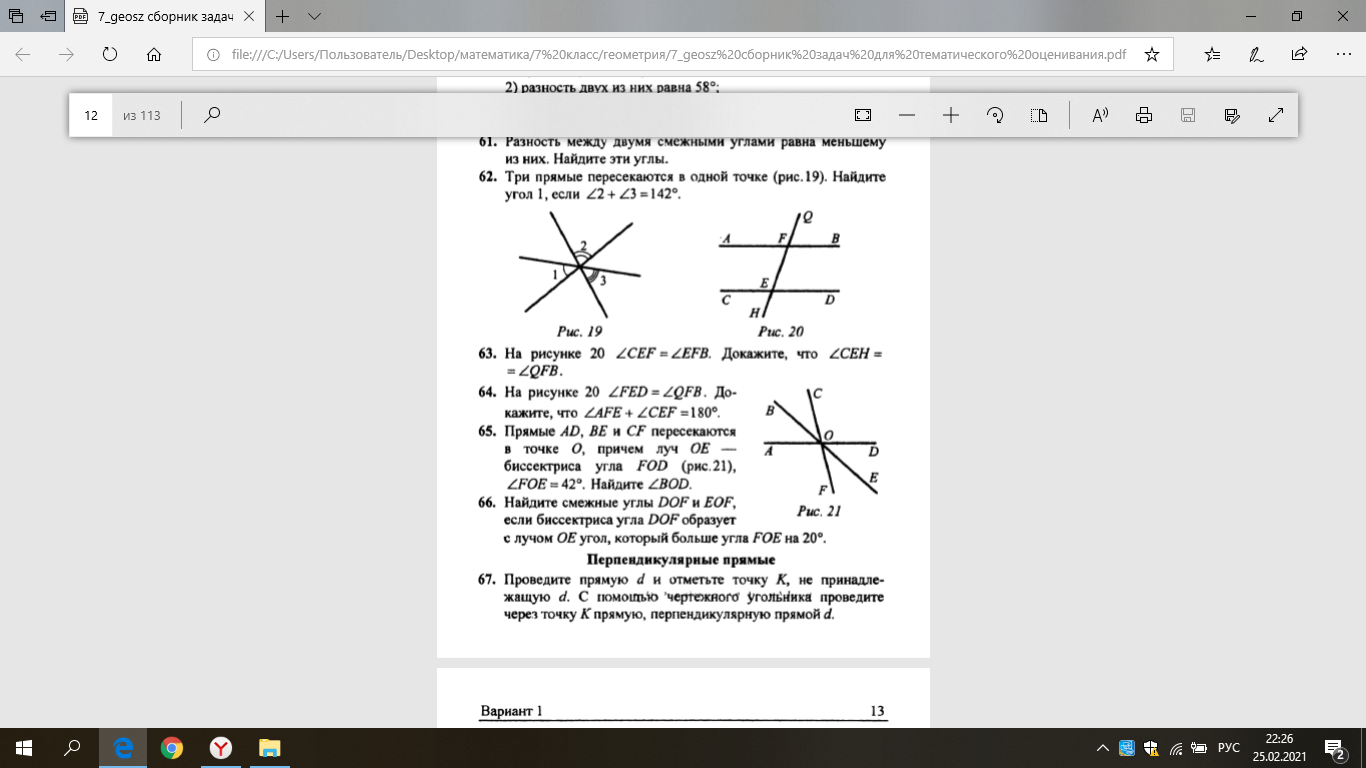 7_geosz сборник задач
file:///C:/Users/Пользователь/Desktop/математика/7%20класс/геометрия/7_geosz%20сборник%20задач%20для%20тематического%20оценивания.pdf
2) разность двух из них равна 58°;
12 из 113
61. Разность между двумя смежными углами равна меньшему
из них. Найдите эти углы.
62. Три прямые пересекаются в одной точке (рис.19). Найдите
угол 1, если ∠2 + ∠3 = 142°.
2
1
3
Рис. 19
Q
A F B
E
C D
H
Рис. 20
63. На рисунке 20 ∠CEF = ∠EFB. Докажите, что ∠CEH =
= ∠QFB.
64. На рисунке 20 ∠FED = ∠QFB. До-
кажите, что ∠AFE + ∠CEF = 180°.
65. Прямые AD, BE и CF пересекаются
в точке O, причем луч OE —
биссектриса угла FOD (рис.21),
∠FOE = 42°. Найдите ∠BOD.
66. Найдите смежные углы DOF и EOF,
если биссектриса угла DOF образует
с лучом OE угол, который больше угла FOE на 20°.
C
B
O
A D
E
F
Рис. 21
Перпендикулярные прямые
67. Проведите прямую d и отметьте точку K, не принадле-
жащую d. С помощью чертежного угольника проведите
через точку K прямую, перпендикулярную прямой d.
Вариант 1 13
РУС
22:26
25.02.2021
2